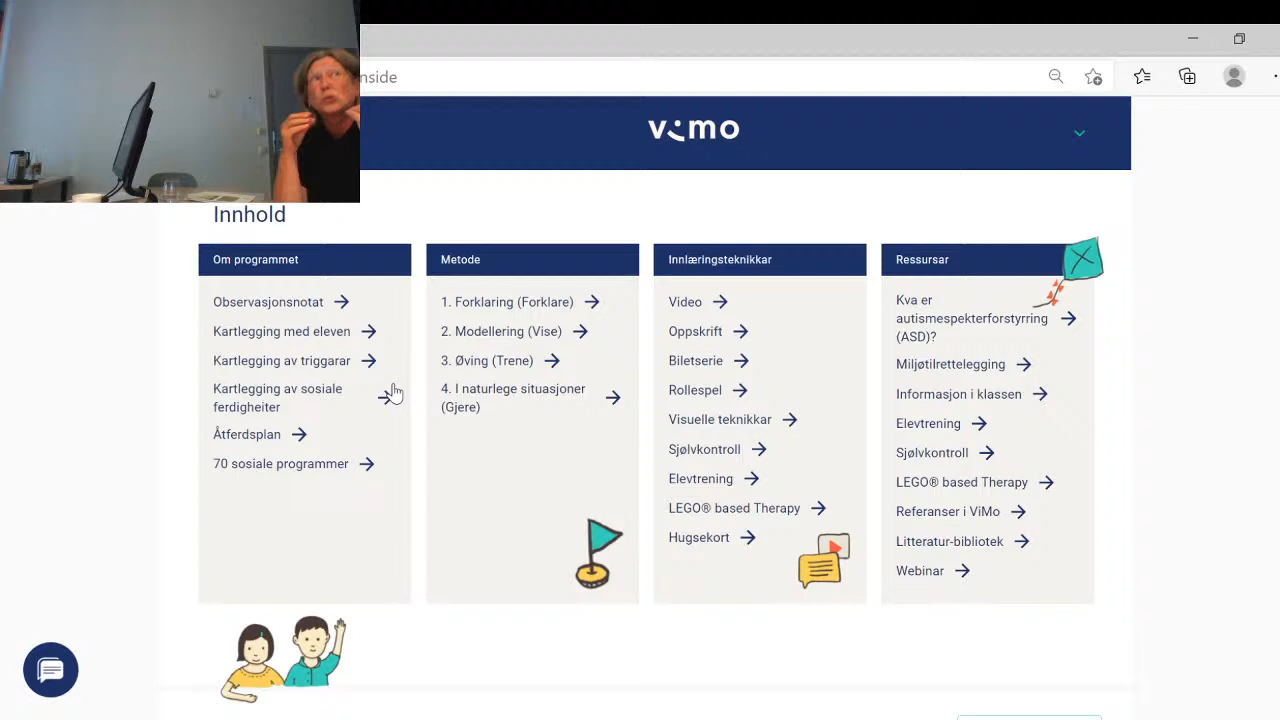 nside
vimo
Innhold
Om programmet
Observasjonsnotat
Kartlegging med eleven
Kartlegging av triggarar
Kartlegging av sosiale
ferdigheiter
Åtferdsplan
70 sosiale programmer
Metode
1. Forklaring (Forklare)
2. Modellering (Vise)
3. Øving (Trene)
4. I naturlege situasjoner
(Gjere)
Innlæringsteknikkar
Video
Oppskrift
Biletserie
Rollespel
Visuelle teknikkar
Sjølvkontroll
Elevtrening
LEGO® based Therapy
Hugsekort
Ressursar
Kva er
autismespekterforstyrring
(ASD)?
Miljøtilrettelegging
Informasjon i klassen
Elevtrening
Sjølvkontroll
LEGO® based Therapy
Referanser i ViMo
Litteratur-bibliotek
Webinar